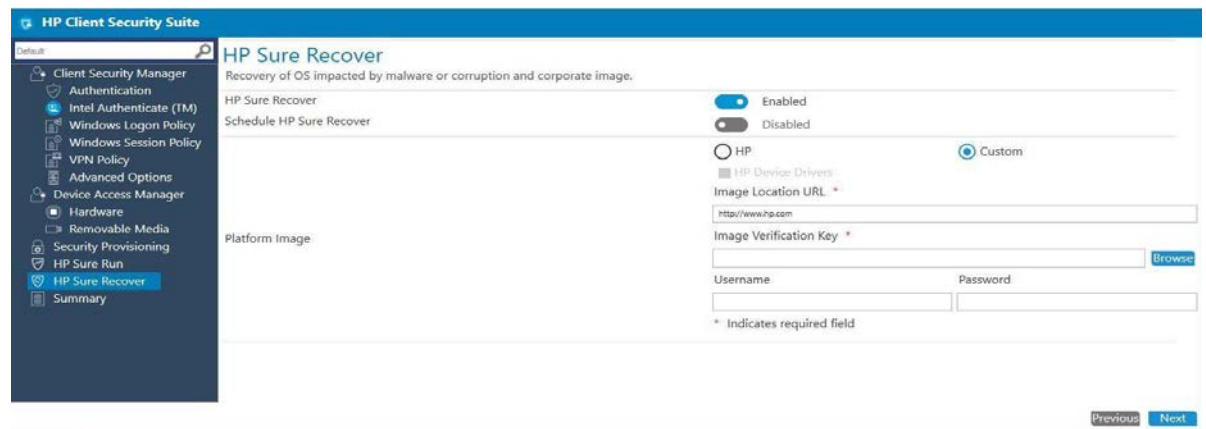 HP Client Security Suite
Default
Client Security Manager
Authentication
Intel Authenticate (TM)
Windows Logon Policy
Windows Session Policy
VPN Policy
Advanced Options
Device Access Manager
Hardware
Removable Media
Security Provisioning
HP Sure Run
HP Sure Recover
Summary
HP Sure Recover
Recovery of OS impacted by malware or corruption and corporate image.
HP Sure Recover
Enabled
Schedule HP Sure Recover
Disabled
Platform Image
HP
Custom
HP Device Drivers
Image Location URL *
http://www.hp.com
Image Verification Key *
Browse
Username Password
* Indicates required field
Previous Next